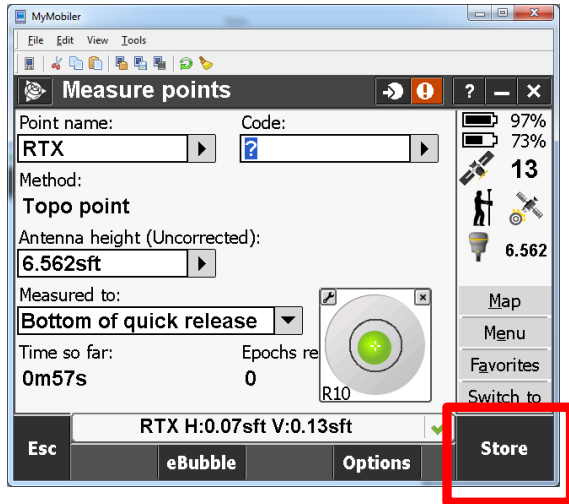 MyMobiler
File Edit View Tools
Measure points
? – ×
Point name: Code:
97%
RTX ?
73%
Method:
13
Topo point
Antenna height (Uncorrected):
6.562
6.562sft
Measured to:
Map
Bottom of quick release
Menu
Time so far: Epochs re
Favorites
0m57s 0
R10
Switch to
RTX H:0.07sft V:0.13sft
Esc
Store
eBubble Options